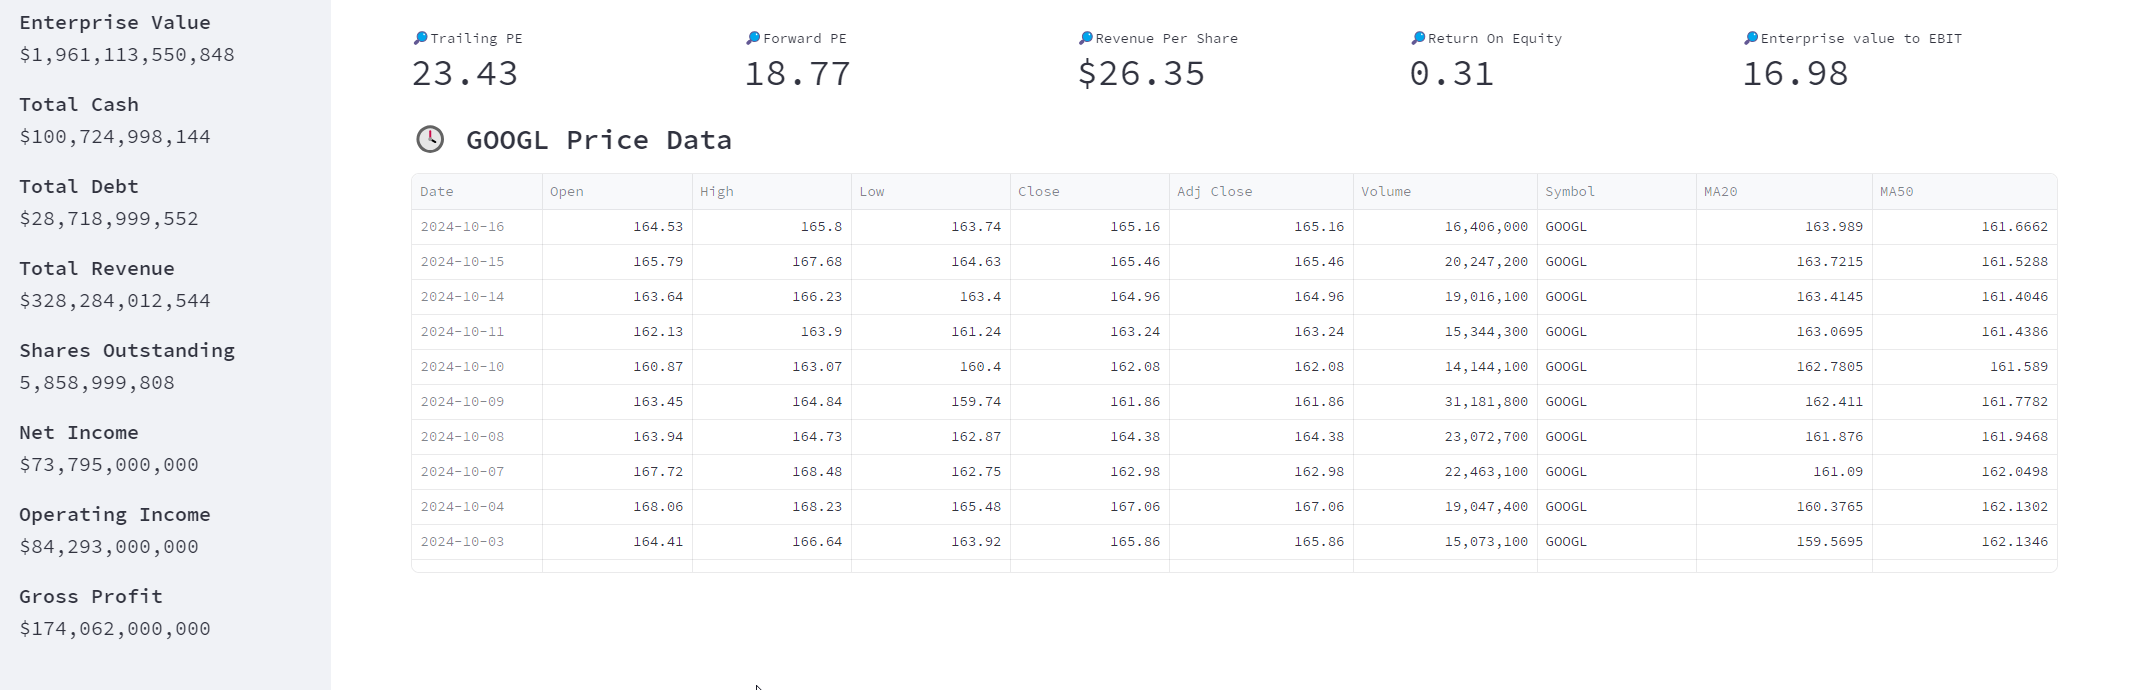 Enterprise Value
$1,961,113,550,848
Total Cash
$100,724,998,144
Total Debt
$28,718,999,552
Total Revenue
$328,284,012,544
Shares Outstanding
5,858,999,808
Net Income
$73,795,000,000
Operating Income
$84,293,000,000
Gross Profit
$174,062,000,000
Trailing PE Forward PE Revenue Per Share Return On Equity Enterprise value to EBIT
23.43 18.77 $26.35 0.31 16.98
GOOGL Price Data
Date Open High Low Close Adj Close Volume Symbol MA20 MA50
2024-10-16 164.53 165.8 163.74 165.16 165.16 16,406,000 GOOGL 163.989 161.6662
2024-10-15 165.79 167.68 164.63 165.46 165.46 20,247,200 GOOGL 163.7215 161.5288
2024-10-14 163.64 166.23 163.4 164.96 164.96 19,016,100 GOOGL 163.4145 161.4046
2024-10-11 162.13 163.9 161.24 163.24 163.24 15,344,300 GOOGL 163.0695 161.4386
2024-10-10 160.87 163.07 160.4 162.08 162.08 14,144,100 GOOGL 162.7805 161.589
2024-10-09 163.45 164.84 159.74 161.86 161.86 31,181,800 GOOGL 162.411 161.7782
2024-10-08 163.94 164.73 162.87 164.38 164.38 23,072,700 GOOGL 161.876 161.9468
2024-10-07 167.72 168.48 162.75 162.98 162.98 22,463,100 GOOGL 161.09 162.0498
2024-10-04 168.06 168.23 165.48 167.06 167.06 19,047,400 GOOGL 160.3765 162.1302
2024-10-03 164.41 166.64 163.92 165.86 165.86 15,073,100 GOOGL 159.5695 162.1346